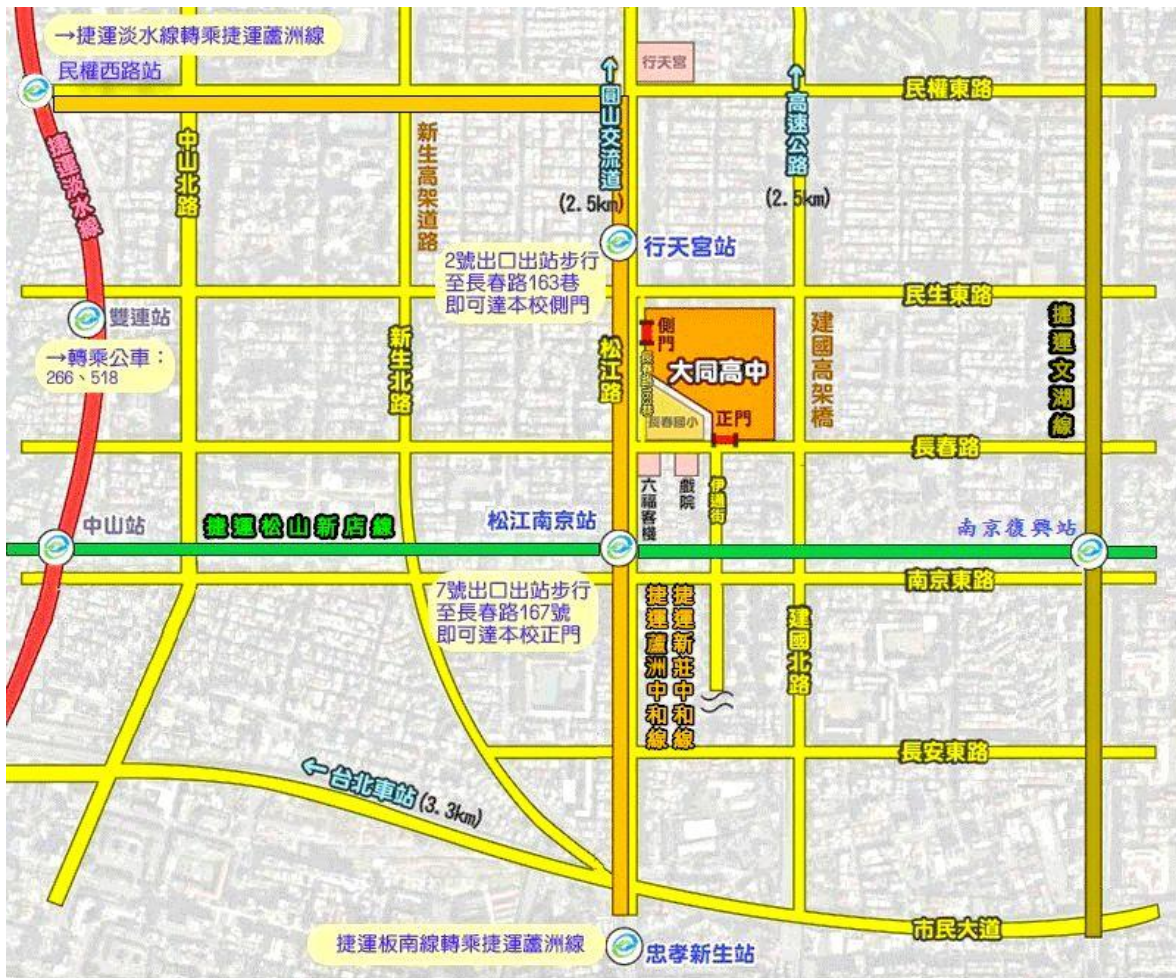 →捷運淡水線轉乘捷運蘆洲線
民權西路站
行天宮
↑圓山交流道
(2.5km)
↑高速公路
(2.5km)
民權東路
捷運淡水線
中山北路
新生高架道路
行天宮站
2號出口出站步行
至長春路163巷
即可達本校側門
民生東路
雙連站
→轉乘公車：
266、518
新生北路
松江路
側門
長春路163巷
大同高中
長春國小
正門
建國高架橋
捷運文湖線
長春路
六福客棧
戲院
伊通街
中山站
捷運松山新店線
松江南京站
南京復興站
南京東路
7號出口出站步行
至長春路167號
即可達本校正門
捷運蘆洲中和線
捷運新莊中和線
建國北路
長安東路
←台北車站(3.3km)
市民大道
捷運板南線轉乘捷運蘆洲線
忠孝新生站